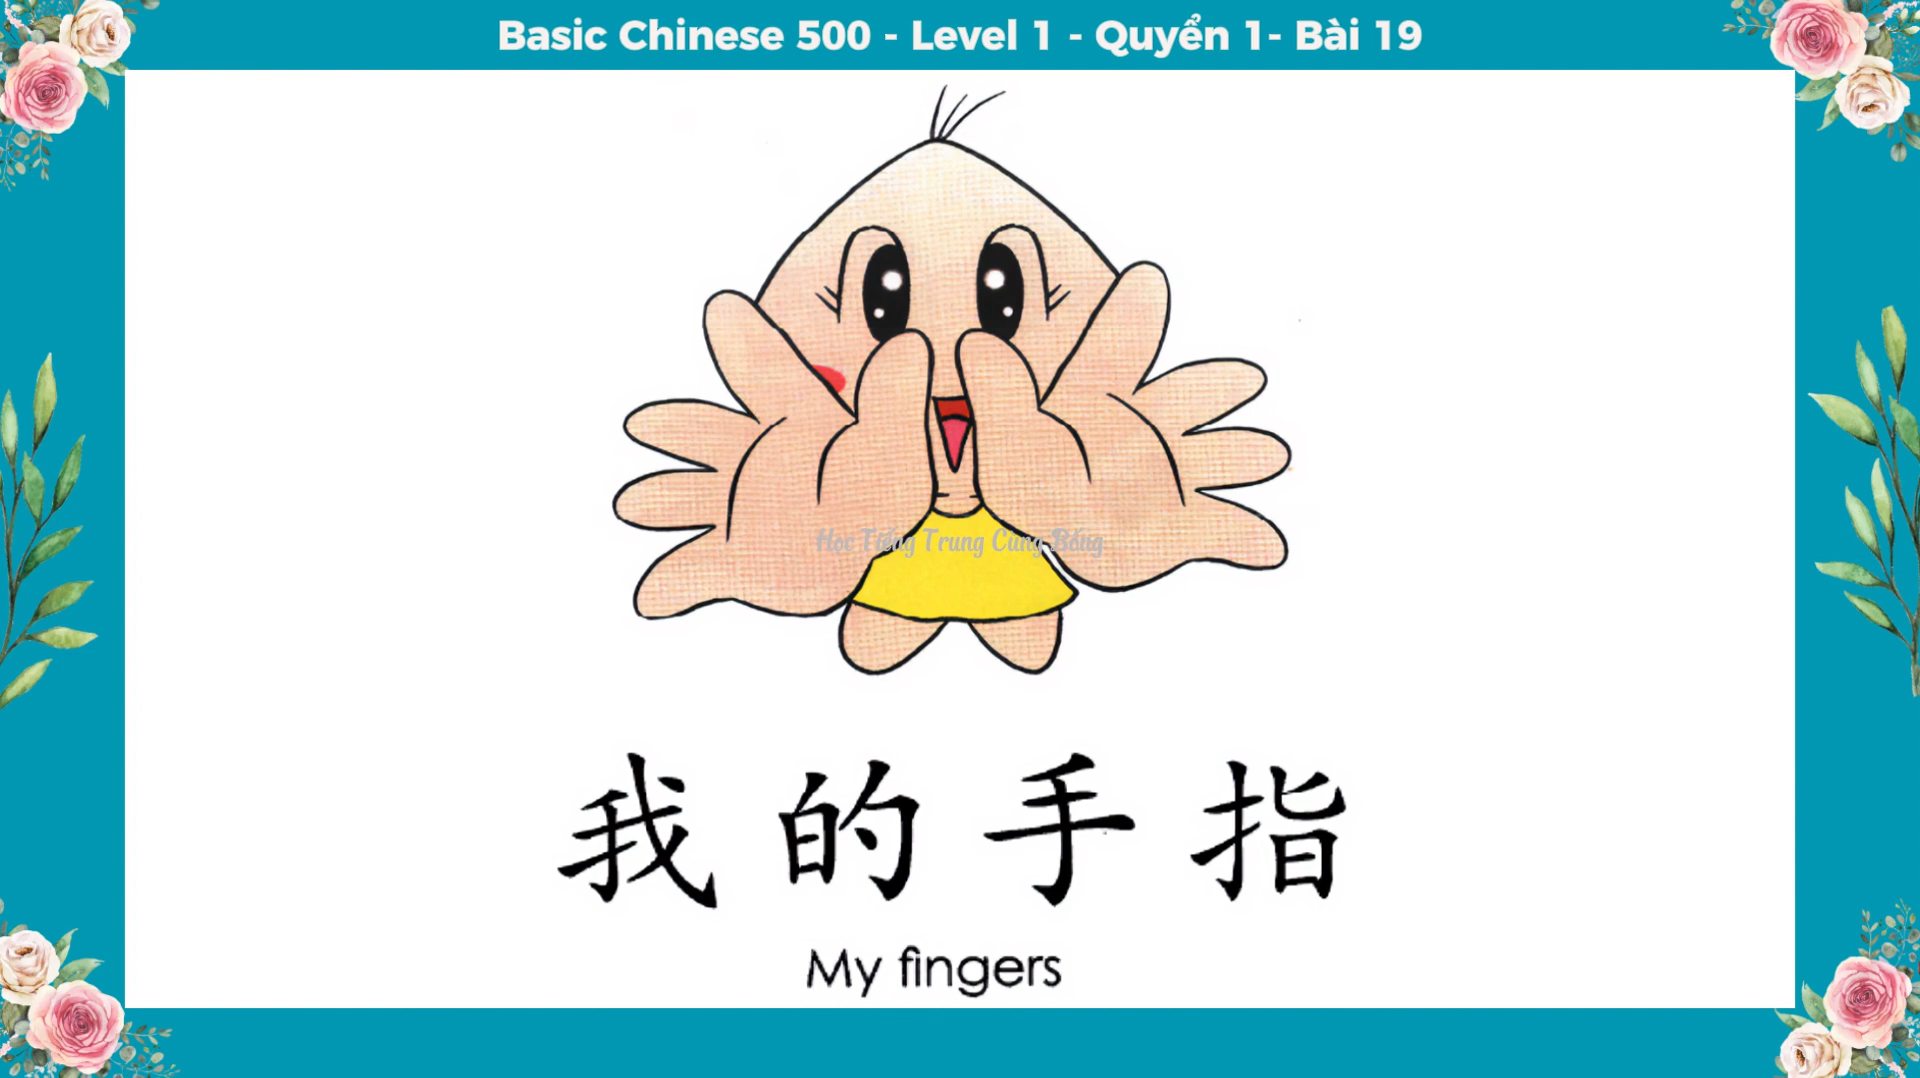 Basic Chinese 500 - Level 1 - Quyển 1- Bài 19
Học Tiếng Trung Cùng Bống
我的手指
My fingers